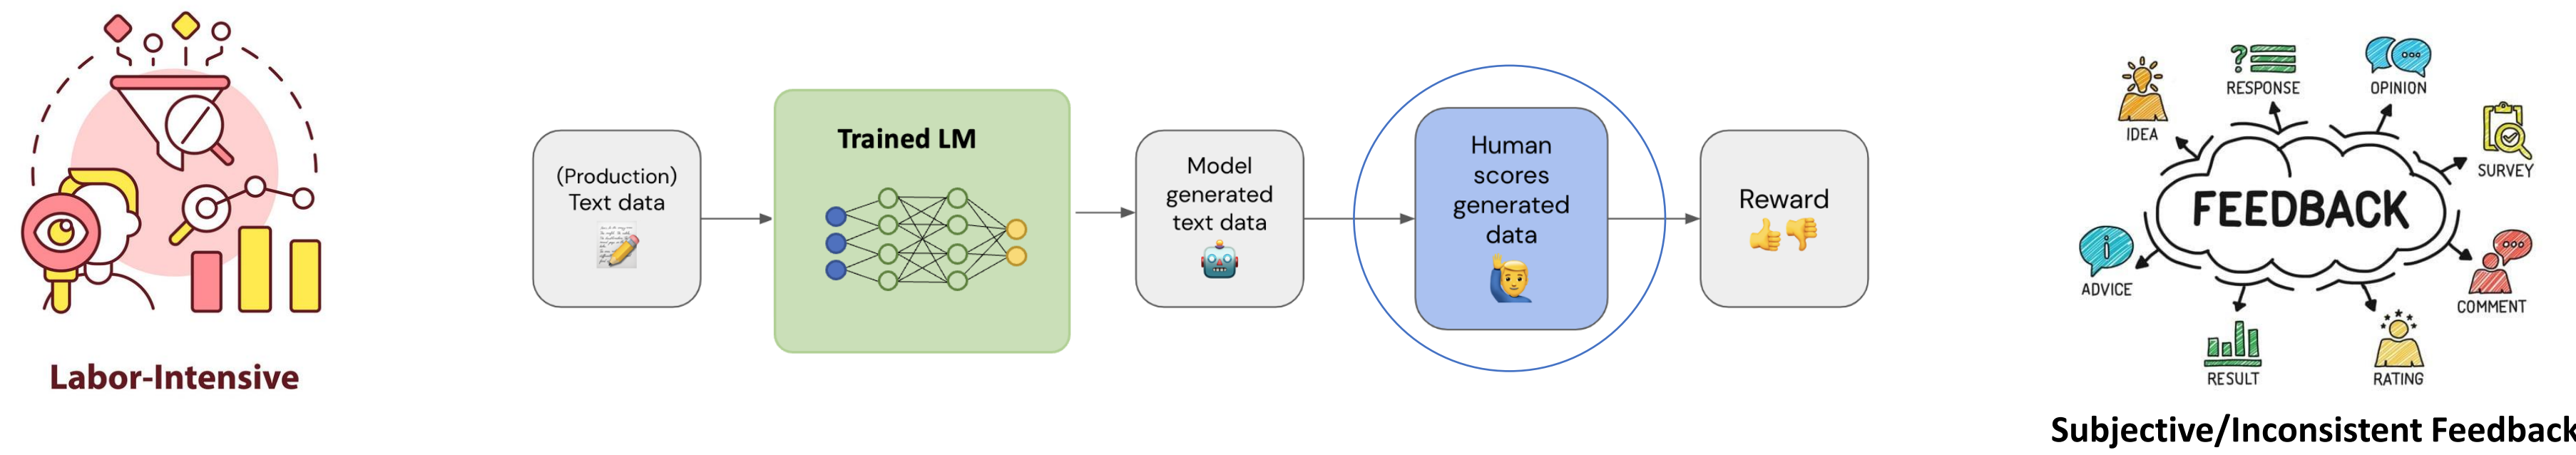 Labor-Intensive
(Production)
Text data
Trained LM
Model
generated
text data
Human
scores
generated
data
Reward
IDEA
RESPONSE
OPINION
SURVEY
FEEDBACK
ADVICE
COMMENT
RESULT
RATING
Subjective/Inconsistent Feedback